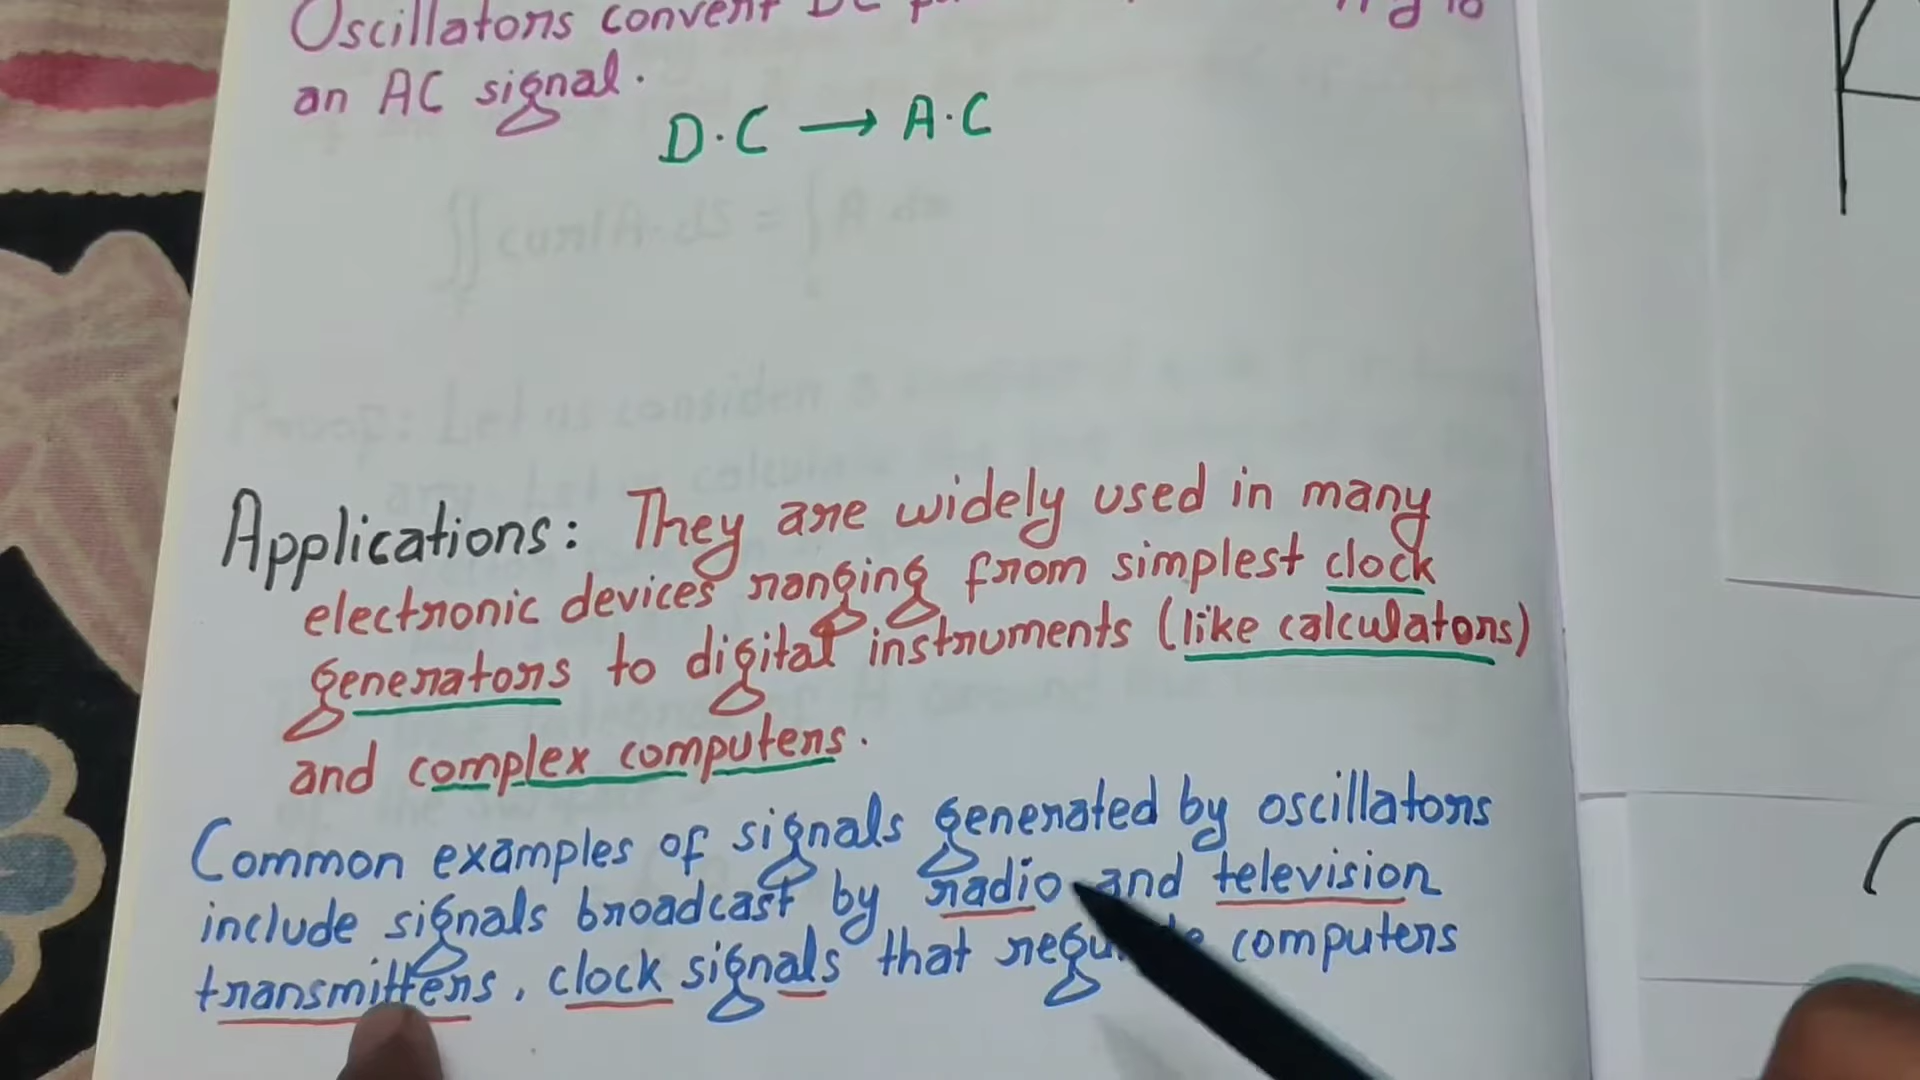 Oscillators convert DC
an AC signal.
D.C → A.C
Applications: They are widely used in many
electronic devices ranging from simplest clock
generators to digital instruments (like calculators)
and complex computers.
Common examples of signals generated by oscillators
include signals broadcast by radio and television
transmitters, clock signals that computers